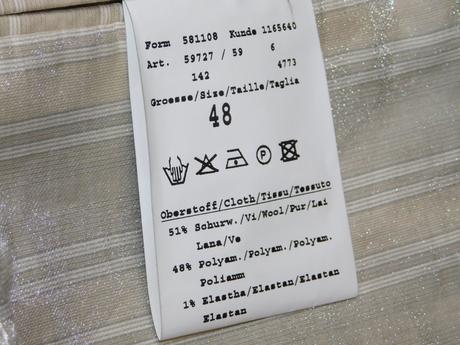 Form 581108 Kunde 1165640
Art. 59727 / 59 6
142 4773
Groesse/Size/Taille/Taglia
48
P
Oberstoff/Cloth/Tissu/Tessuto
51% Schurw./Vi/Wool/Pur/Lai
Lana/Ve
48% Polyam./Polyam./Polyam.
Poliamm
1% Elastha/Elastan/Elastan
Elastan